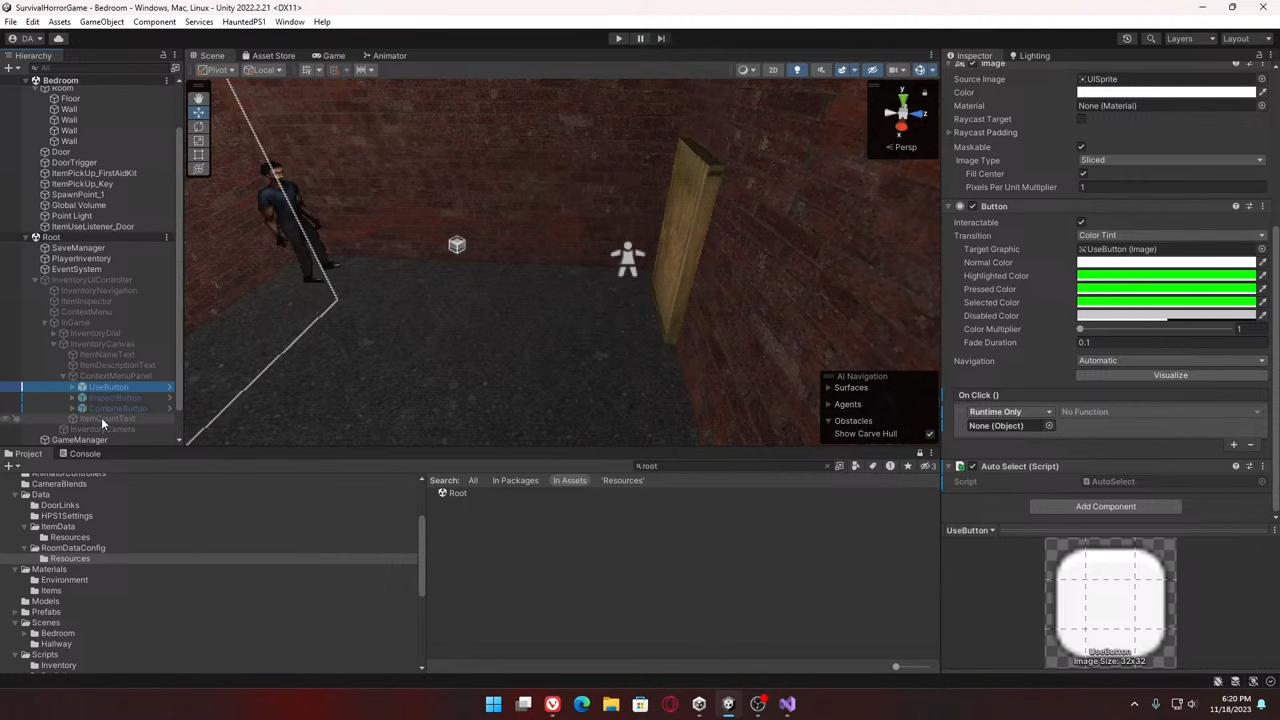 SurvivalHorrorGame - Bedroom - Windows, Mac, Linux - Unity 2022.2.21 <DX11>
File Edit Assets GameObject Component Services HauntedPS1 Window Help
DA
Layers Layout
Hierarchy
All
Bedroom
Room
Floor
Wall
Wall
Wall
Wall
Door
DoorTrigger
ItemPickUp_FirstAidKit
ItemPickUp_Key
SpawnPoint_1
Global Volume
Point Light
ItemUseListener_Door
Root
SaveManager
PlayerInventory
EventSystem
InventoryUIController
InventoryNavigation
ItemInspector
ContextMenu
InGame
InventoryDial
InventoryCanvas
ItemNameText
ItemDescriptionText
ContextMenuPanel
UseButton
InspectButton
CombineButton
ItemCountText
InventoryCamera
GameManager
Scene Asset Store Game Animator
Pivot Local 2D
y
z
x
Persp
AI Navigation
Surfaces
Agents
Obstacles
Show Carve Hull
Inspector Lighting
Image
Source Image UISprite
Color
Material None (Material)
Raycast Target
Raycast Padding
Maskable
Image Type Sliced
Fill Center
Pixels Per Unit Multiplier 1
Button
Interactable
Transition Color Tint
Target Graphic UseButton (Image)
Normal Color
Highlighted Color
Pressed Color
Selected Color
Disabled Color
Color Multiplier 1
Fade Duration 0.1
Navigation Automatic
Visualize
On Click ()
Runtime Only No Function
None (Object)
Auto Select (Script)
Script AutoSelect
Add Component
UseButton
UseButton
Image Size: 32x32
Project Console
root
3
AnimatorControllers
CameraBlends
Data
DoorLinks
HPS1Settings
ItemData
Resources
RoomDataConfig
Resources
Materials
Environment
Items
Models
Prefabs
Scenes
Bedroom
Hallway
Scripts
Inventory
Search: All In Packages In Assets 'Resources'
Root
6:20 PM
11/18/2023